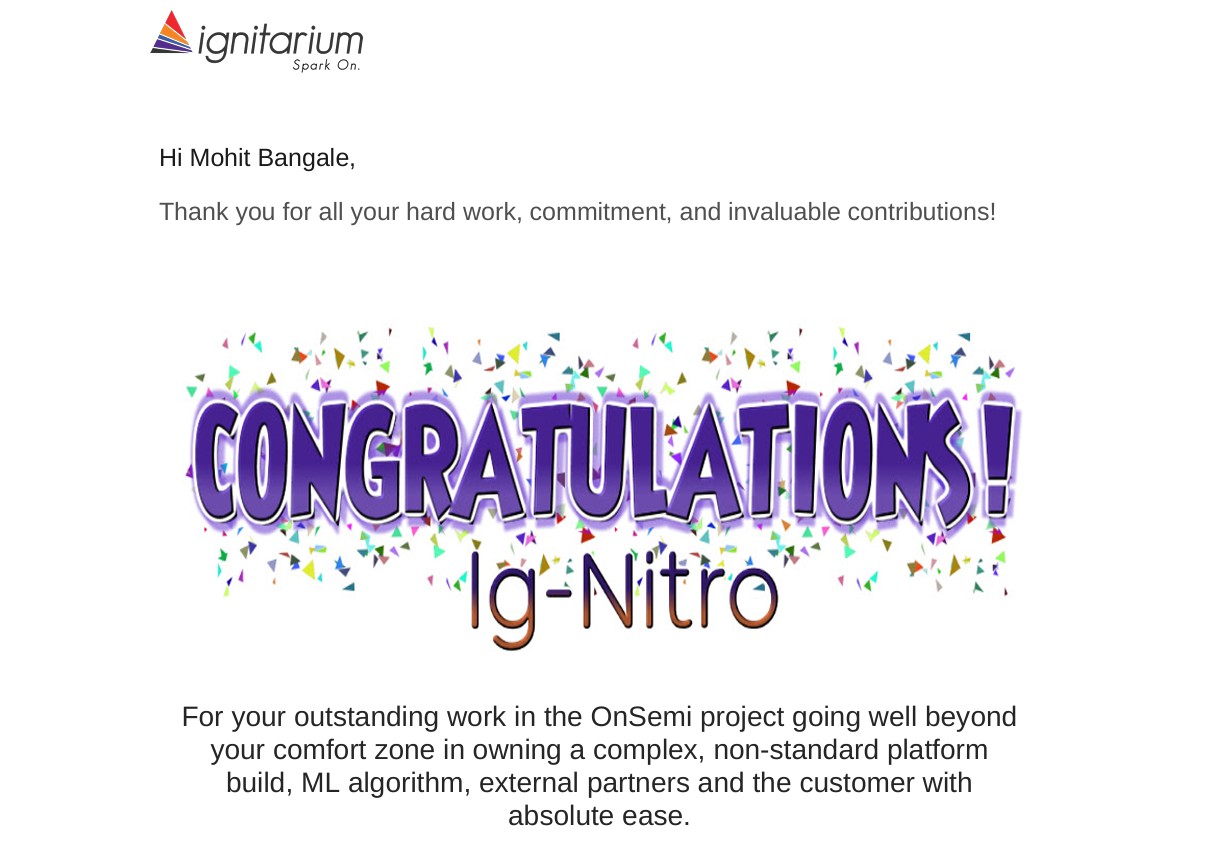 ignitarium
Spark On.
Hi Mohit Bangale,
Thank you for all your hard work, commitment, and invaluable contributions!
CONGRATULATIONS!
Ig-Nitro
For your outstanding work in the OnSemi project going well beyond
your comfort zone in owning a complex, non-standard platform
build, ML algorithm, external partners and the customer with
absolute ease.